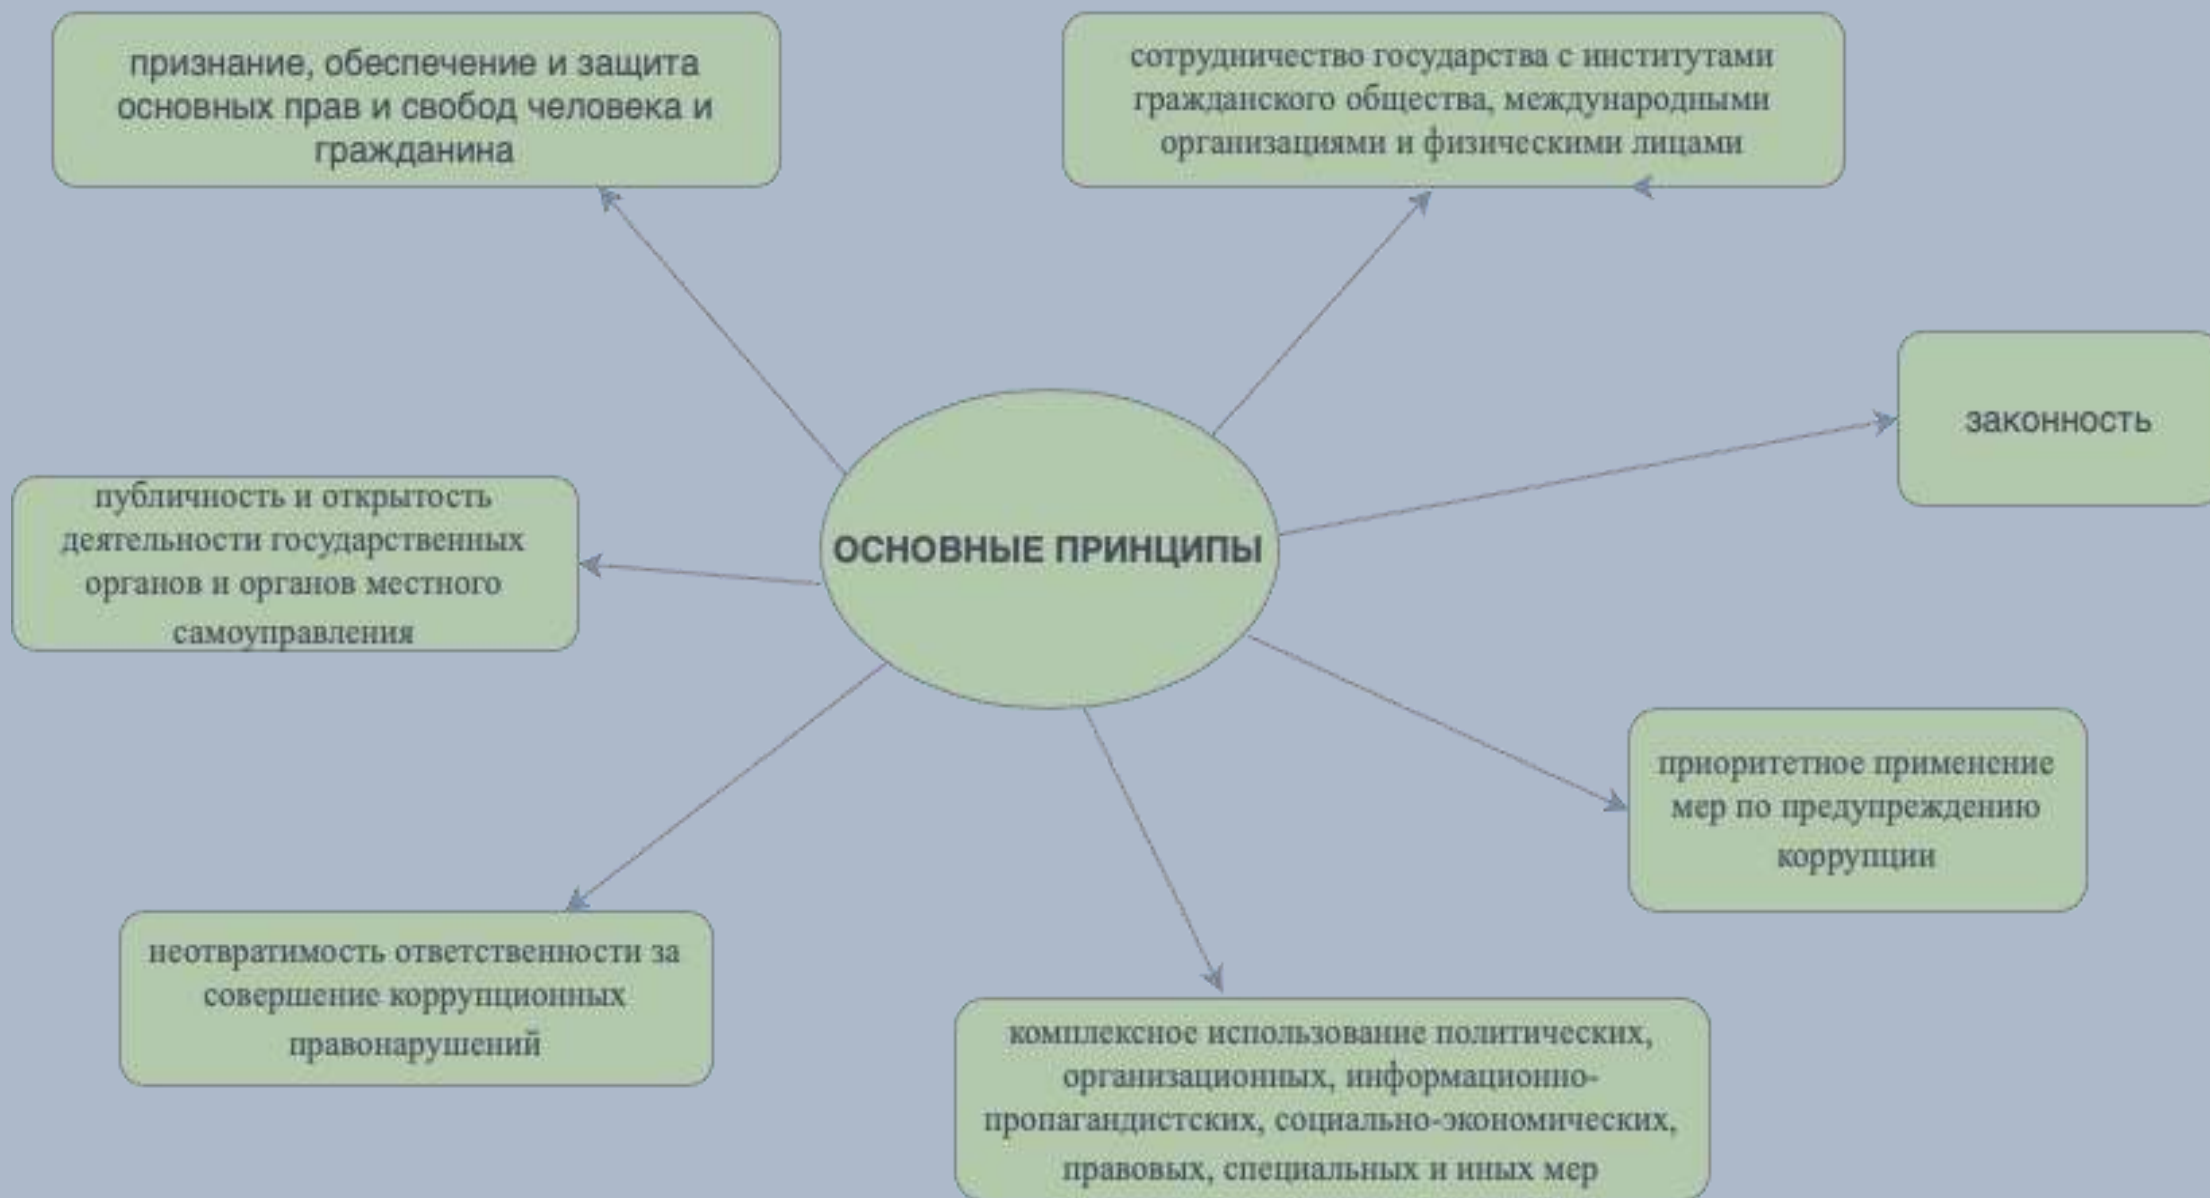 признание, обеспечение и защита
основных прав и свобод человека и
гражданина
сотрудничество государства с институтами
гражданского общества, международными
организациями и физическими лицами
законность
публичность и открытость
деятельности государственных
органов и органов местного
самоуправления
ОСНОВНЫЕ ПРИНЦИПЫ
приоритетное применение
мер по предупреждению
коррупции
неотвратимость ответственности за
совершение коррупционных
правонарушений
комплексное использование политических,
организационных, информационно-
пропагандистских, социально-экономических,
правовых, специальных и иных мер